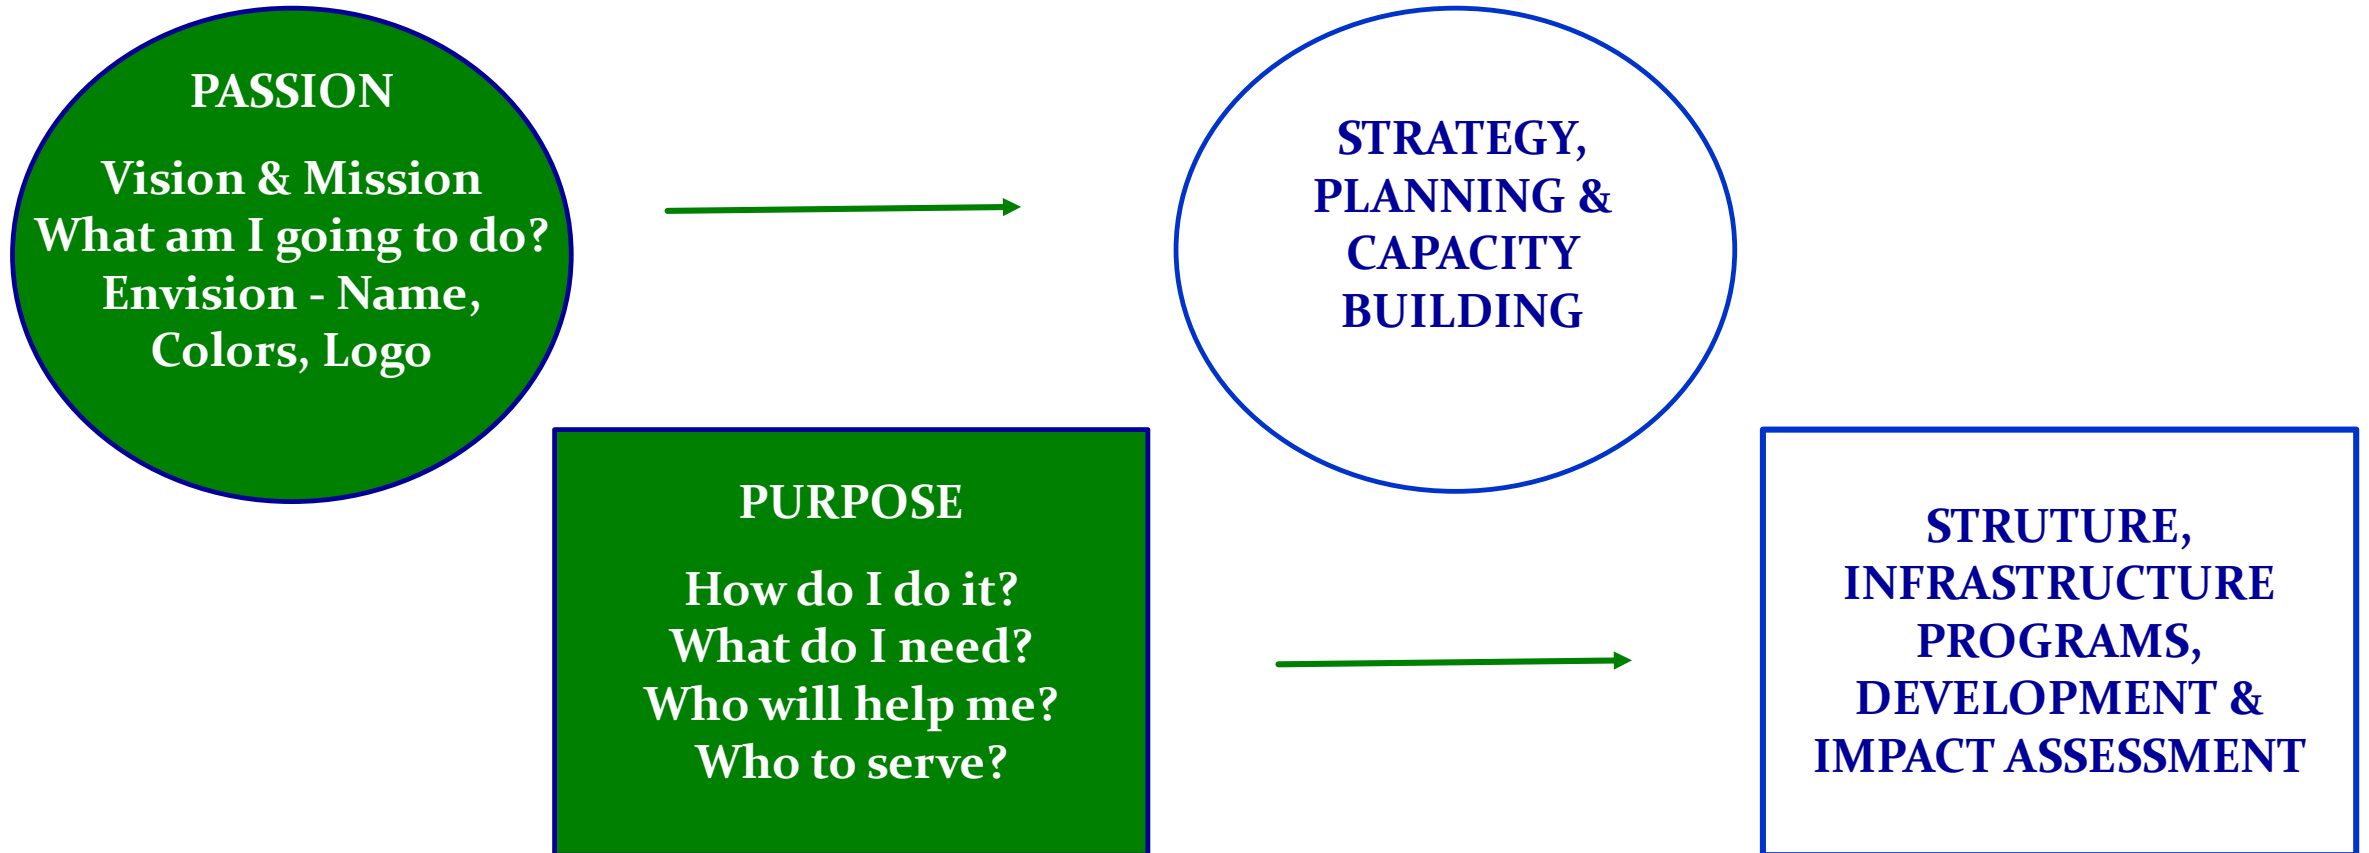 PASSION
Vision & Mission
What am I going to do?
Envision - Name,
Colors, Logo
STRATEGY,
PLANNING &
CAPACITY
BUILDING
PURPOSE
How do I do it?
What do I need?
Who will help me?
Who to serve?
STRUTURE,
INFRASTRUCTURE
PROGRAMS,
DEVELOPMENT &
IMPACT ASSESSMENT